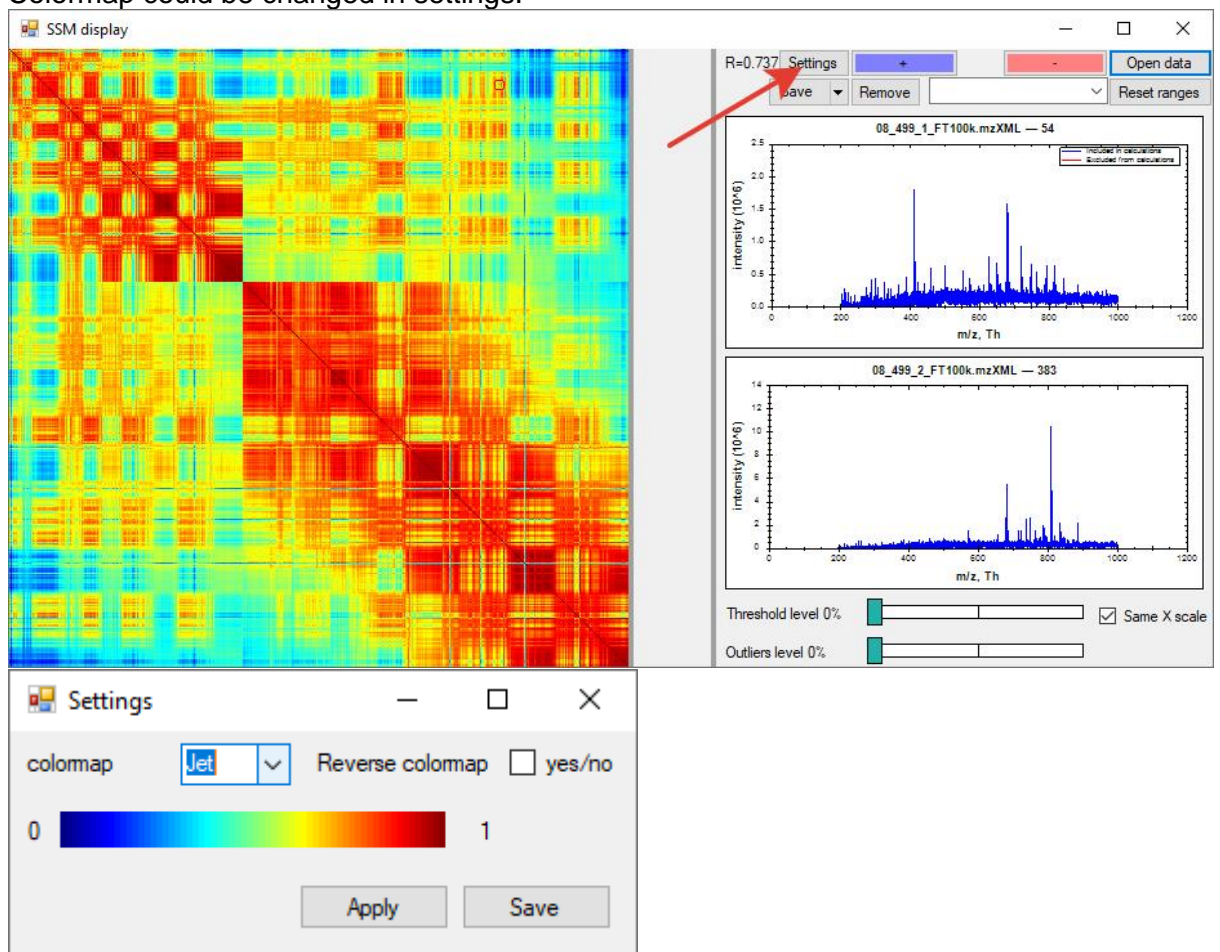 Colormap could be changed in settings.
SSM display
R=0.737 Settings + - Open data
Save Remove Reset ranges
08_499_1_FT100k.mzXML — 54
Included in calculations
Excluded from calculations
intensity (10^6)
2.5
2.0
1.5
1.0
0.5
0.0
0 200 400 600 800 1000 1200
m/z, Th
08_499_2_FT100k.mzXML — 383
intensity (10^6)
14
12
10
8
6
4
2
0
0 200 400 600 800 1000 1200
m/z, Th
Threshold level 0% Same X scale
Outliers level 0%
Settings
colormap Jet Reverse colormap yes/no
0 1
Apply Save